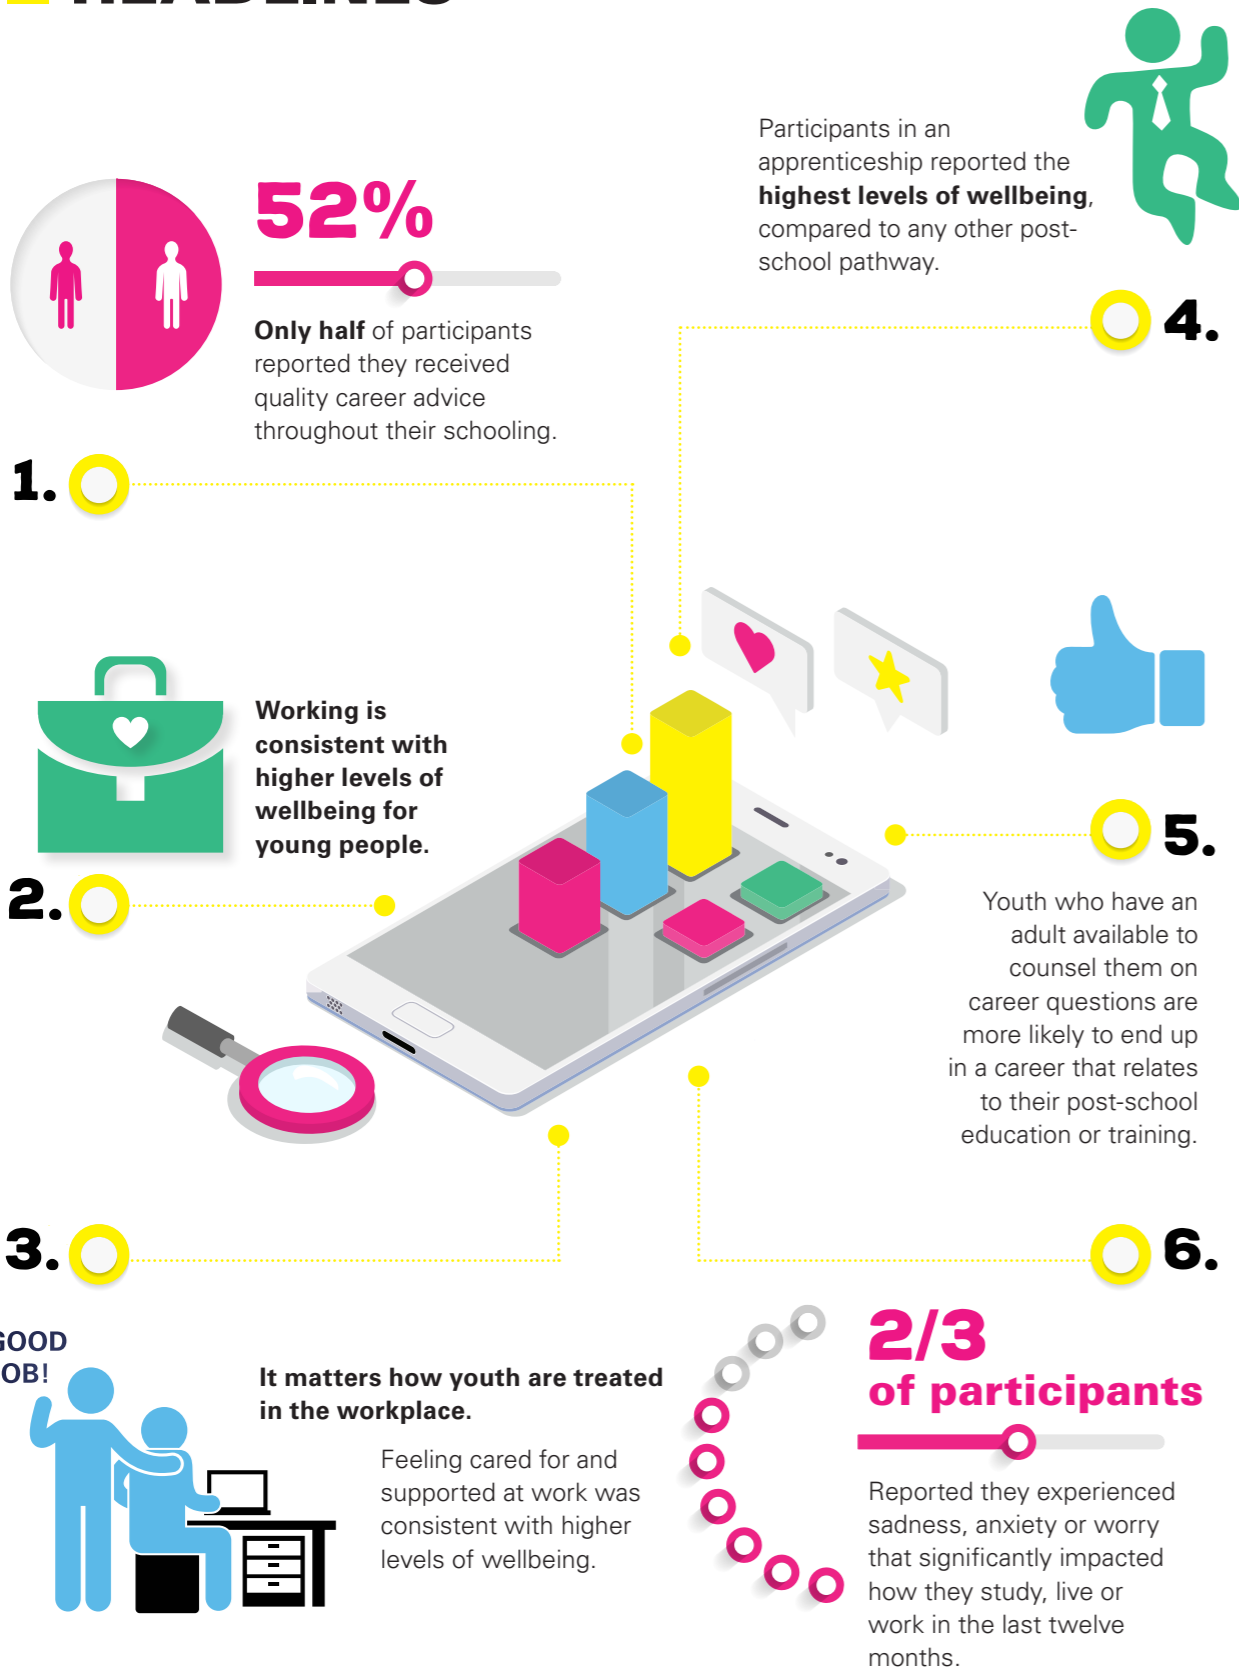 HEADLINES
52%
Only half of participants
reported they received
quality career advice
throughout their schooling.
1.
Working is
consistent with
higher levels of
wellbeing for
young people.
2.
3.
GOOD
OB!
It matters how youth are treated
in the workplace.
Feeling cared for and
supported at work was
consistent with higher
levels of wellbeing.
Participants in an
apprenticeship reported the
highest levels of wellbeing,
compared to any other post-
school pathway.
4.
5.
Youth who have an
adult available to
counsel them on
career questions are
more likely to end up
in a career that relates
to their post-school
education or training.
6.
2/3
of participants
Reported they experienced
sadness, anxiety or worry
that significantly impacted
how they study, live or
work in the last twelve
months.